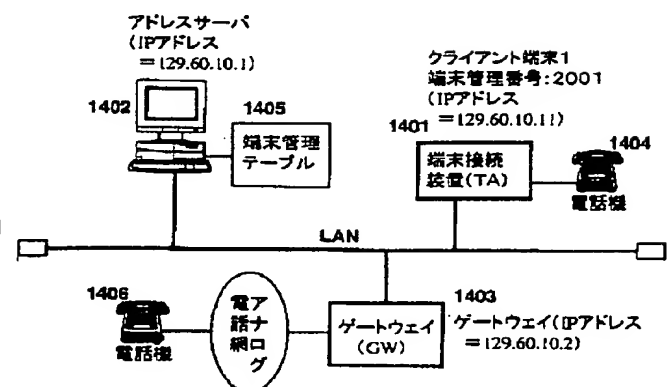 アドレスサーバ
(IPアドレス
=129.60.10.1)
1402
1405
端末管理
テーブル
クライアント端末1
端末管理番号:2001
(IPアドレス
=129.60.10.11)
1401
1404
端末接続
装置(TA)
電話機
LAN
1406
電話機
アナログ
電話網
1403
ゲートウェイ
(GW)
ゲートウェイ(IPアドレス
=129.60.10.2)